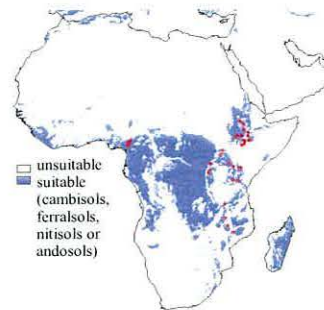 unsuitable
suitable
(cambisols,
ferralsols,
nitisols or
andosols)